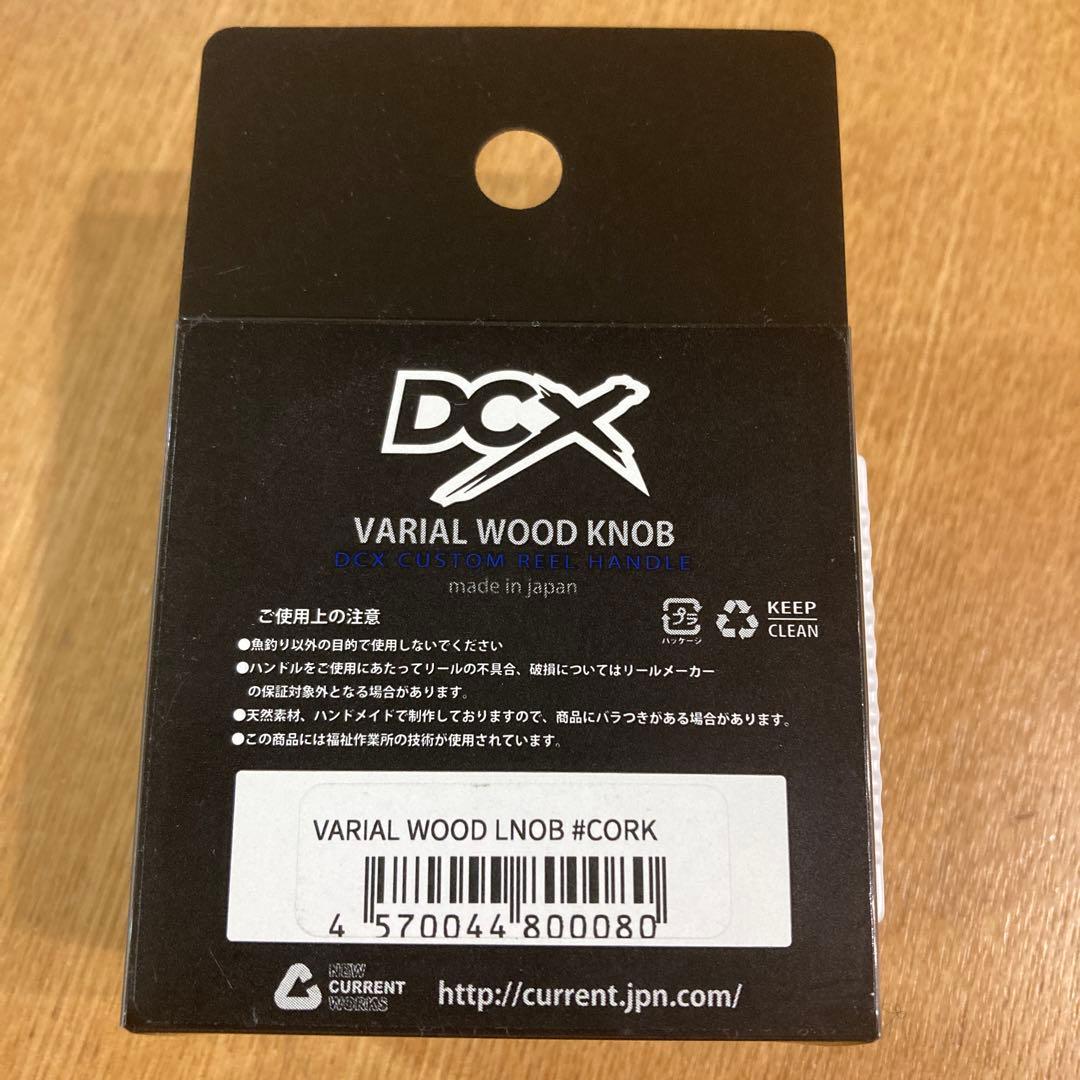 DCX
VARIAL WOOD KNOB
DCX CUSTOM REEL HANDLE
made in japan
ご使用上の注意
プラ
パッケージ
KEEP
CLEAN
●魚釣り以外の目的で使用しないでください
●ハンドルをご使用にあたってリールの不具合、破損についてはリールメーカー
の保証対象外となる場合があります。
●天然素材、ハンドメイドで制作しておりますので、商品にバラつきがある場合があります。
●この商品には福祉作業所の技術が使用されています。
VARIAL WOOD LNOB #CORK
4 570044 800080
NEW
CURRENT
WORKS
http://current.jpn.com/